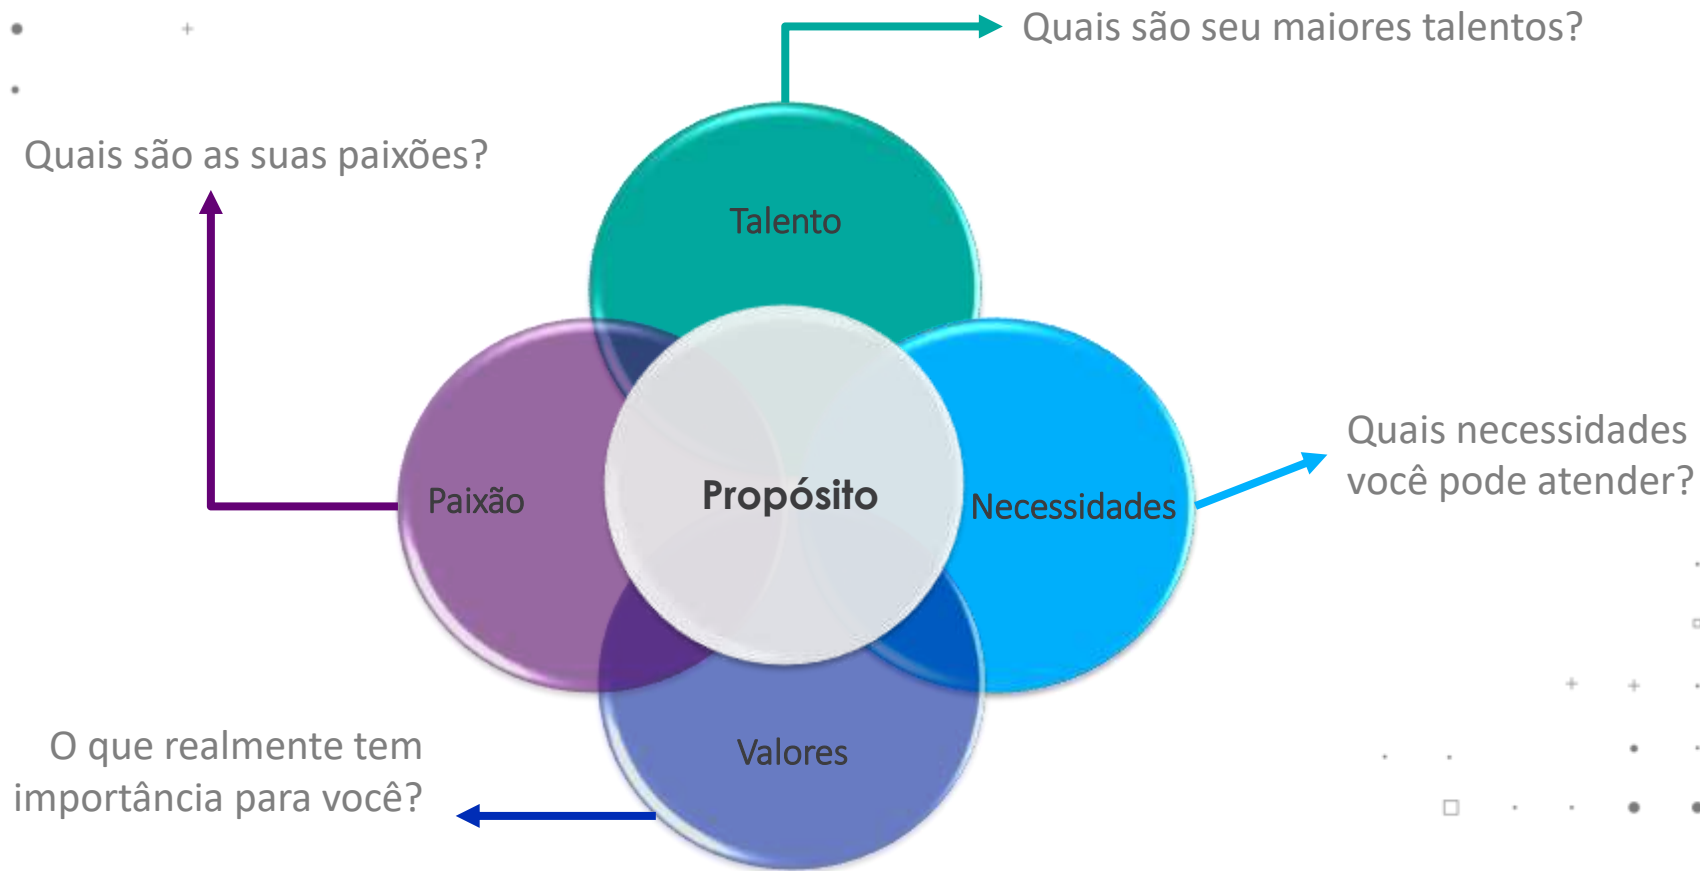 Quais são seu maiores talentos?
Quais são as suas paixões?
Talento
Paixão
Propósito
Necessidades
Quais necessidades
você pode atender?
O que realmente tem
importância para você?
Valores